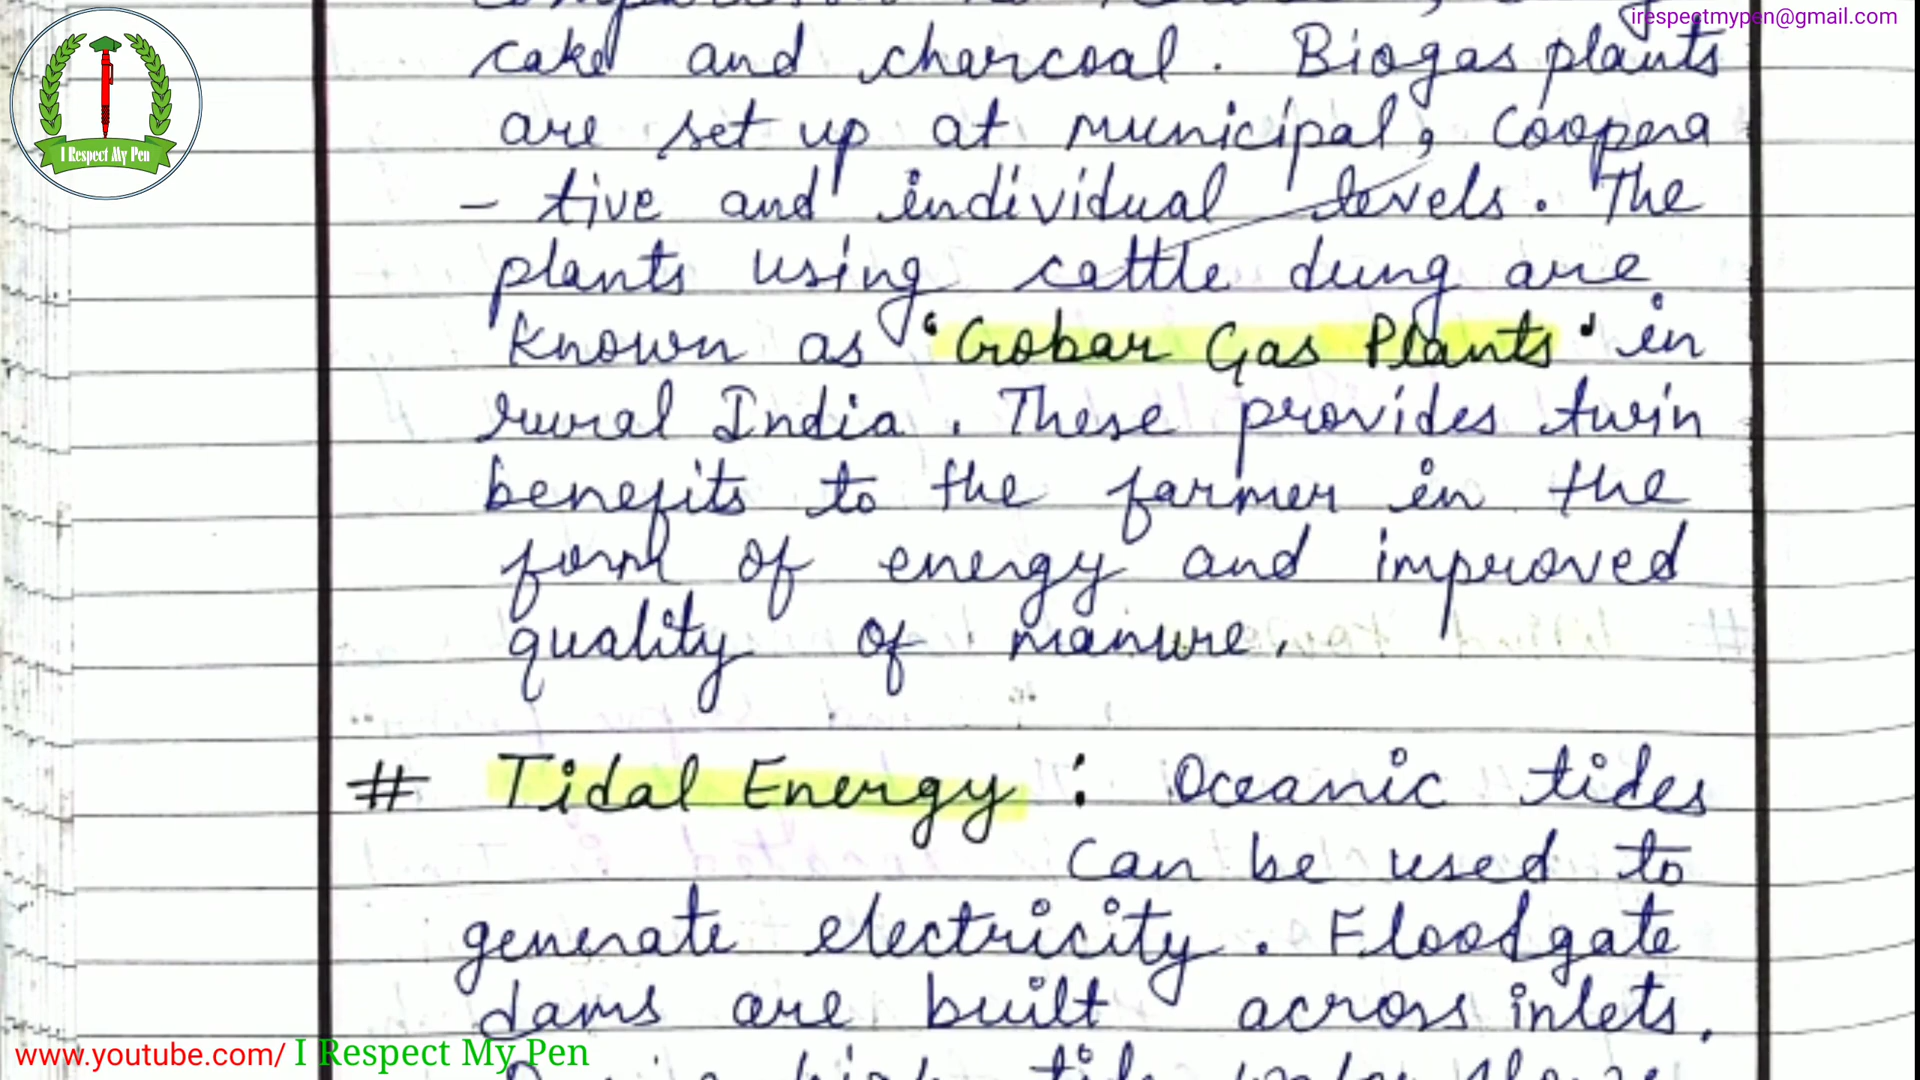 irespectmypen@gmail.com
cake and charcoal. Biogas plants
are set up at municipal, Coopera
- tive and individual levels. The
plants using cattle dung are
known as 'Gobar Gas Plants' in
rural India. These provides twin
benefits to the farmer in the
form of energy and improved
quality of manure.
# Tidal Energy : Oceanic tides
can be used to
generate electricity. Floodgate
dams are built across inlets.
I Respect My Pen
www.youtube.com/ I Respect My Pen